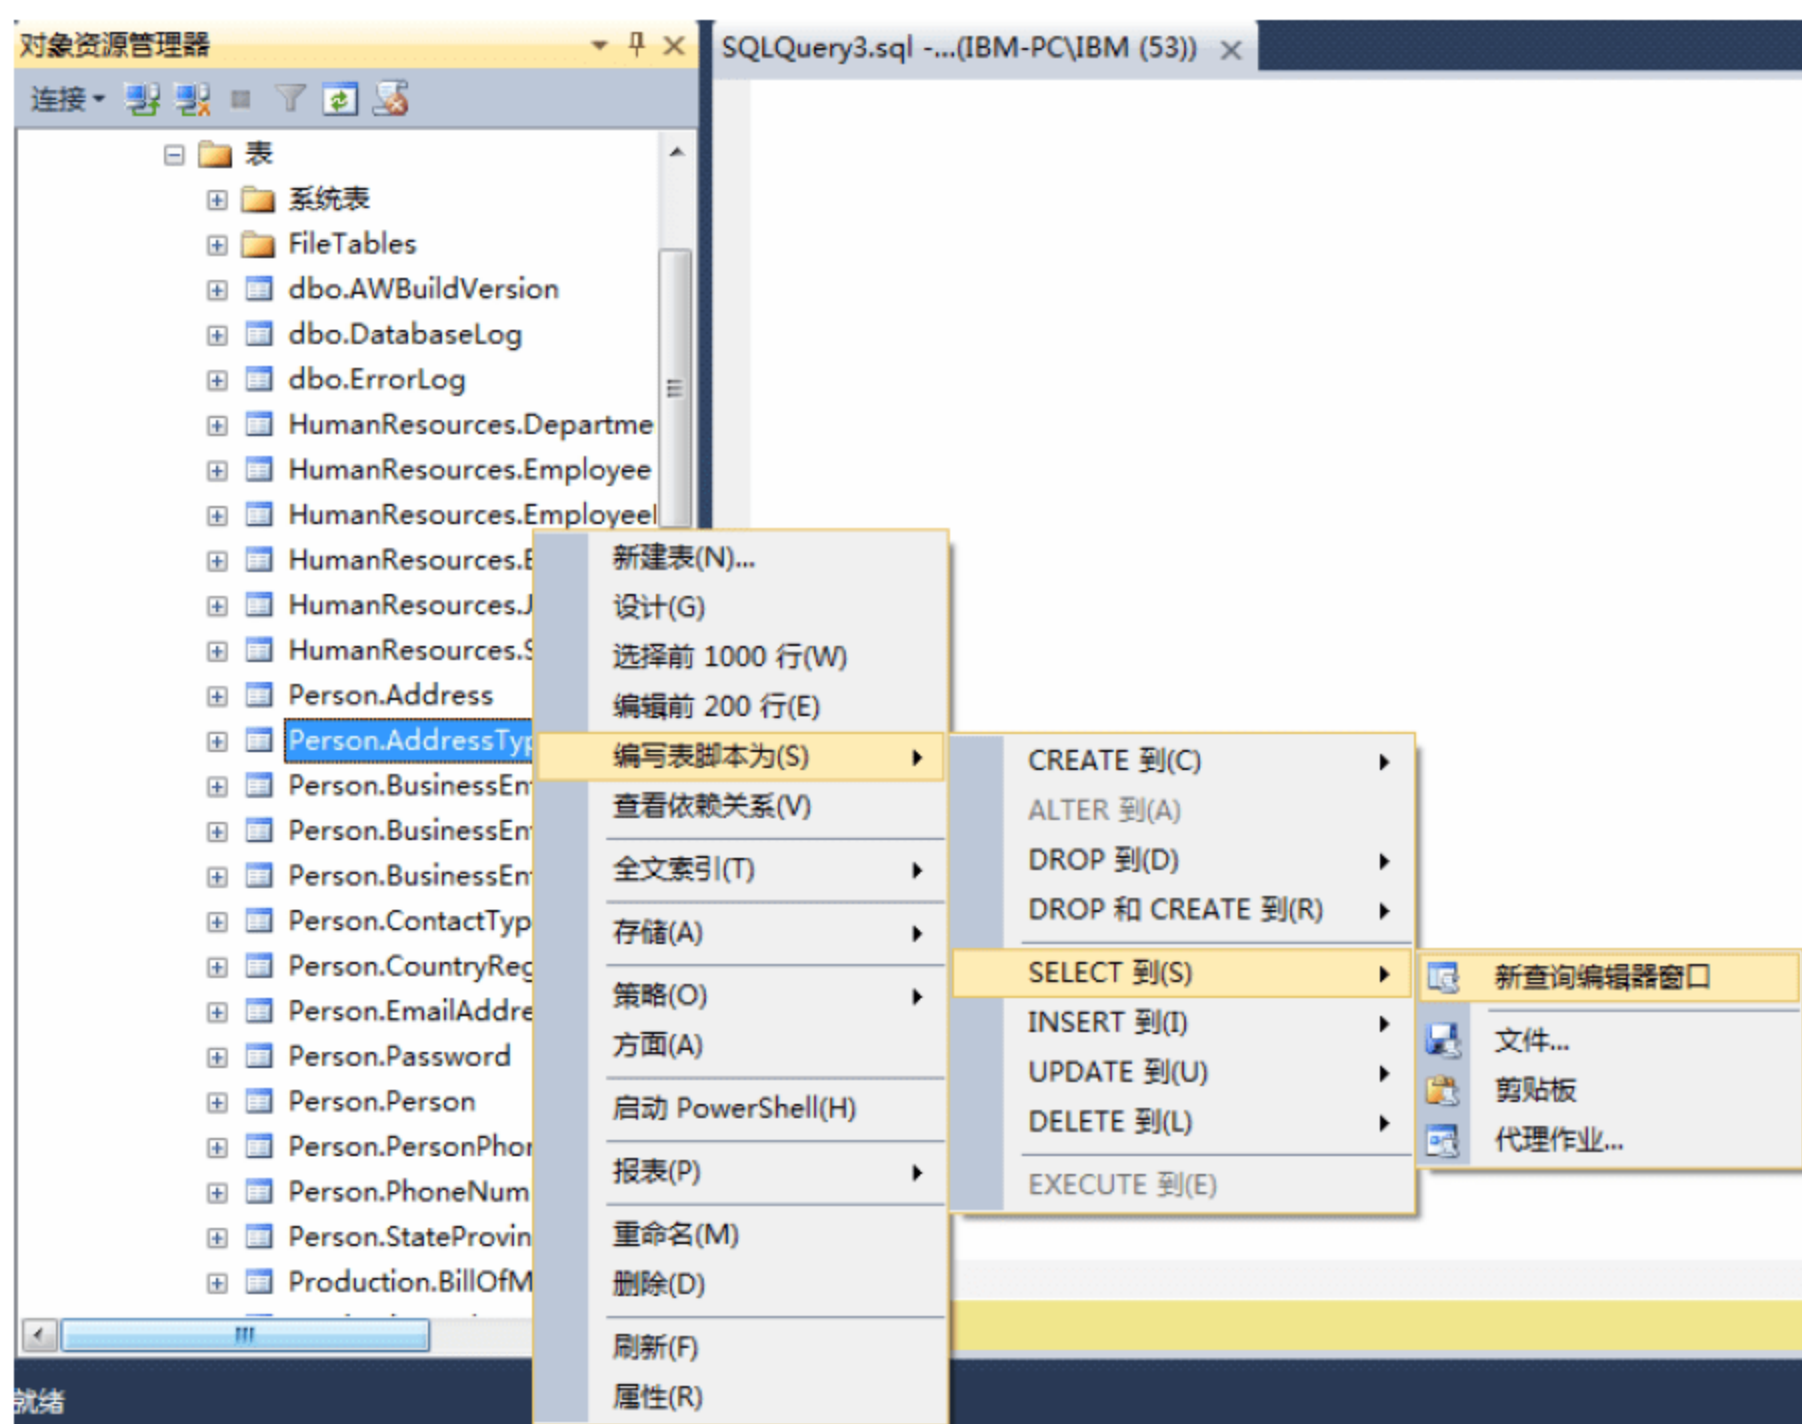 对象资源管理器
SQLQuery3.sql -...(IBM-PC\IBM (53))
连接
表
系统表
FileTables
dbo.AWBuildVersion
dbo.DatabaseLog
dbo.ErrorLog
HumanResources.Departme
HumanResources.Employee
HumanResources.Employee
HumanResources.E
HumanResources.J
HumanResources.S
Person.Address
Person.AddressTyp
Person.BusinessEn
Person.BusinessEn
Person.BusinessEn
Person.ContactTyp
Person.CountryReg
Person.EmailAddre
Person.Password
Person.Person
Person.PersonPhon
Person.PhoneNum
Person.StateProvin
Production.BillOfM
新建表(N)...
设计(G)
选择前 1000 行(W)
编辑前 200 行(E)
编写表脚本为(S)
查看依赖关系(V)
全文索引(T)
存储(A)
策略(O)
方面(A)
启动 PowerShell(H)
报表(P)
重命名(M)
删除(D)
刷新(F)
属性(R)
CREATE 到(C)
ALTER 到(A)
DROP 到(D)
DROP 和 CREATE 到(R)
SELECT 到(S)
INSERT 到(I)
UPDATE 到(U)
DELETE 到(L)
EXECUTE 到(E)
新查询编辑器窗口
文件...
剪贴板
代理作业...
就绪